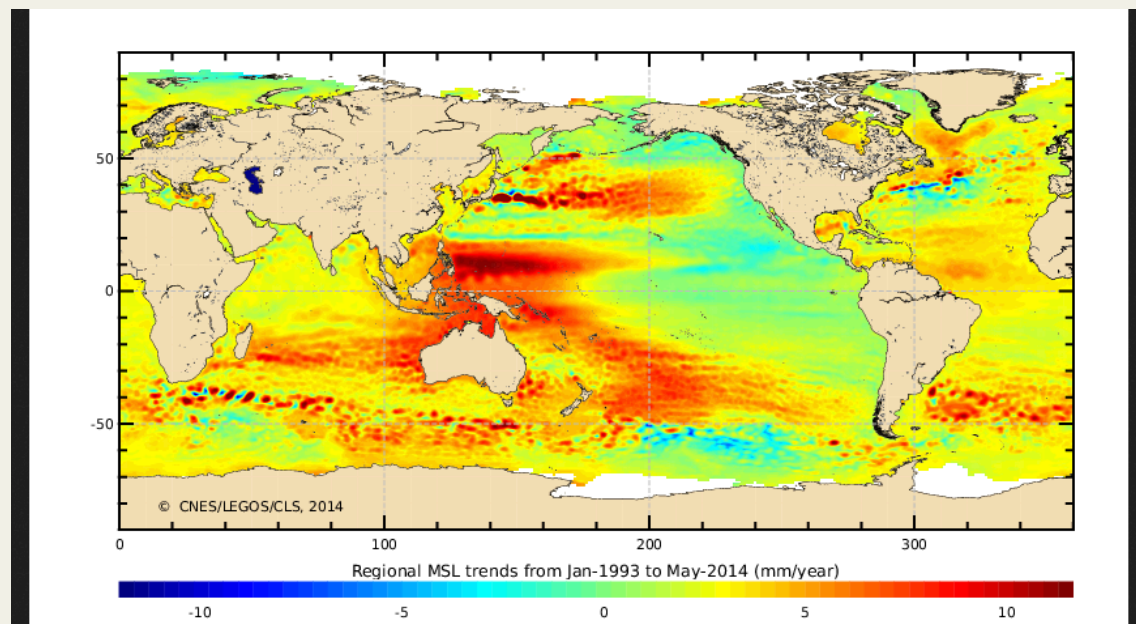 50
0
-50
© CNES/LEGOS/CLS, 2014
0 100 200 300
Regional MSL trends from Jan-1993 to May-2014 (mm/year)
-10 -5 0 5 10